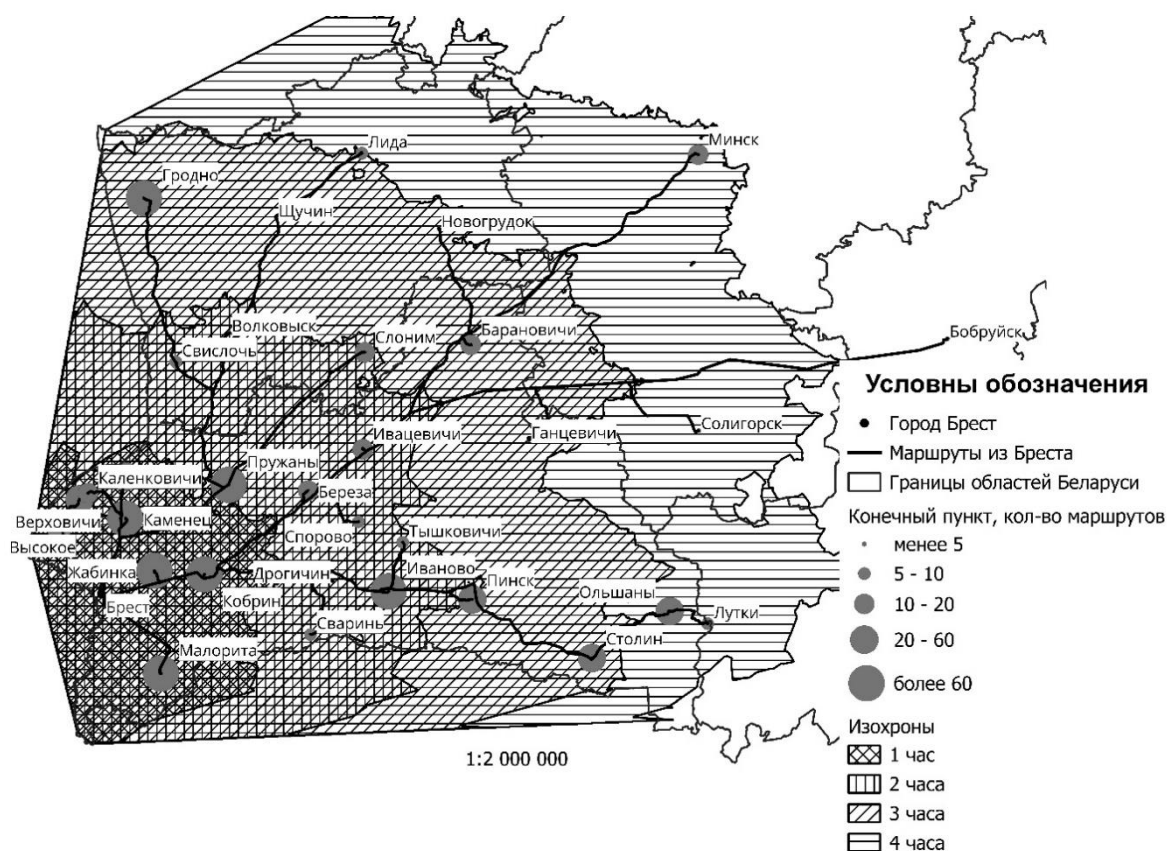 Лида
Минск
Гродно
Щучин
Новогрудок
Волковыск
Слоним
Барановичи
Свислочь
Бобруйск
Ивацевичи
Ганцевичи
Солигорск
Пружаны
Каленковичи
Береза
Верховичи
Каменец
Спорово
Тышковичи
Высокое
Жабинка
Дрогичин
Иваново
Пинск
Ольшаны
Брест
Кобрин
Сваринь
Лутки
Столин
Малорита
1:2 000 000
Условны обозначения
Город Брест
Маршруты из Бреста
Границы областей Беларуси
Конечный пункт, кол-во маршрутов
менее 5
5 - 10
10 - 20
20 - 60
более 60
Изохроны
1 час
2 часа
3 часа
4 часа